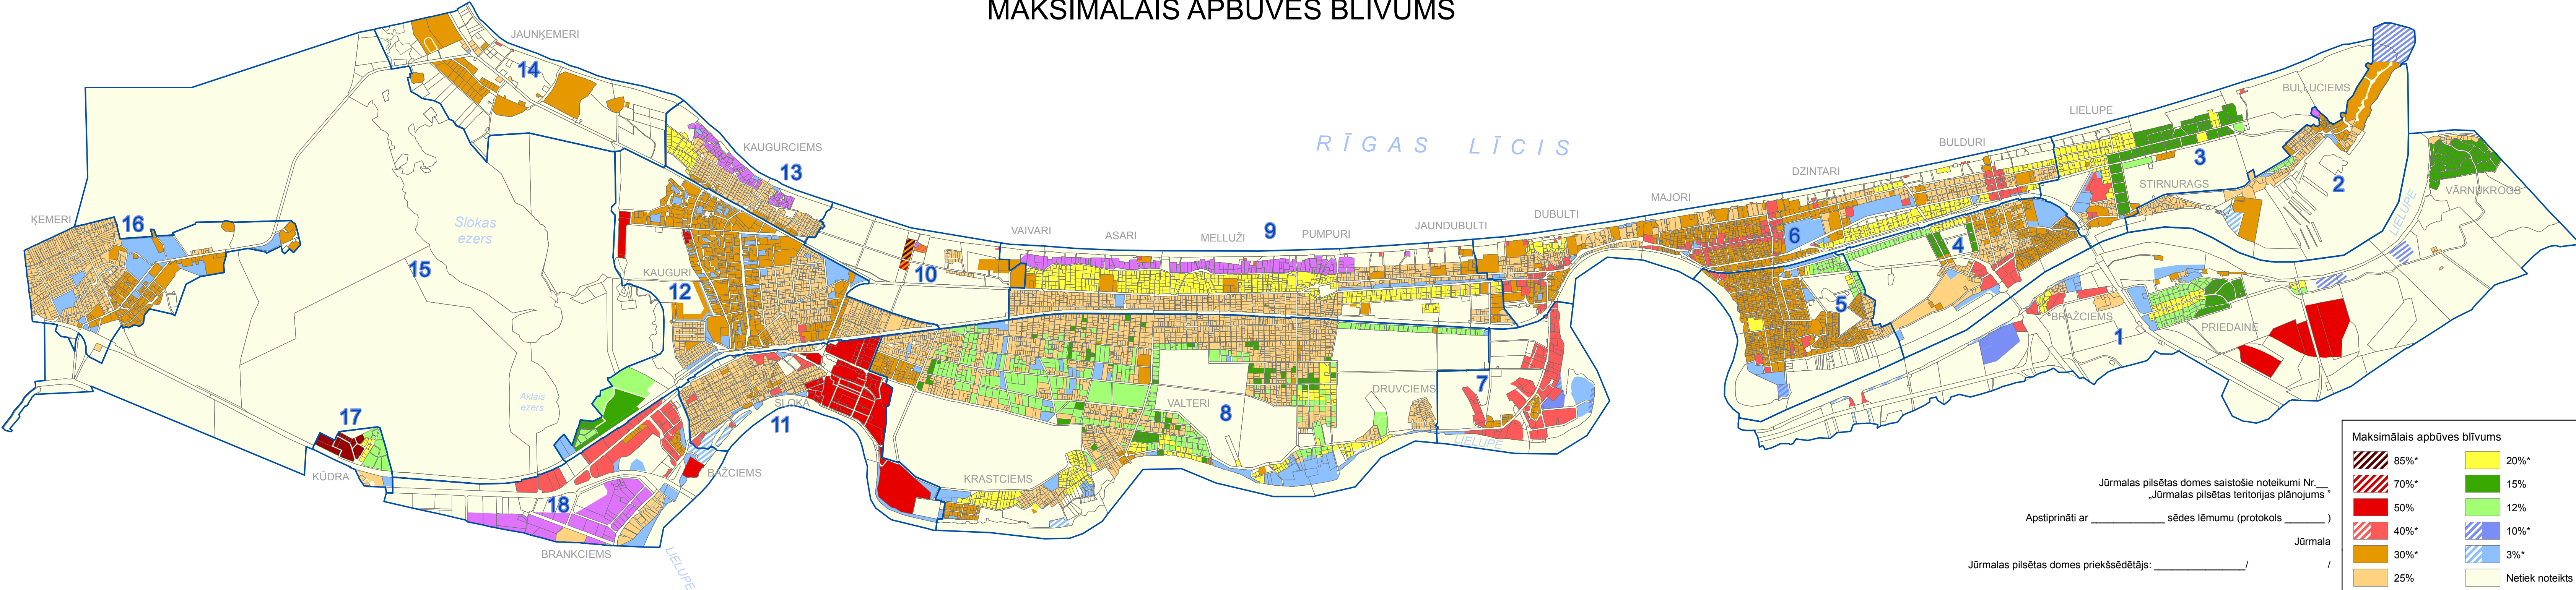 MAKSIMĀLAIS APBŪVES BLĪVUMS
JAUNĶEMERI
14
KAUGURCIEMS
13
RĪGAS LĪCIS
BUĻĻUCIEMS
LIELUPE
BULDURI
3
DZINTARI
STIRNURAGS
2
VĀRNUKROGS
MAJORI
LIELUPE
ĶEMERI
16
Slokas
ezers
VAIVARI
ASARI
MELLUŽI
9
PUMPURI
JAUNDUBULTI
DUBULTI
6
4
15
KAUGURI
12
10
5
BRAŽCIEMS
1
PRIEDAINE
Aklais
ezers
SLOKA
11
VALTERI
8
DRUVCIEMS
7
17
LIELUPE
KŪDRA
BAŽCIEMS
KRASTCIEMS
18
BRANKCIEMS
LIELUPE
Jūrmalas pilsētas domes saistošie noteikumi Nr.__
„Jūrmalas pilsētas teritorijas plānojums ”
Apstiprināti ar _____________ sēdes lēmumu (protokols _______ )
Jūrmala
Jūrmalas pilsētas domes priekšsēdētājs: ________________/ /
Maksimālais apbūves blīvums
85%* 20%*
70%* 15%
50% 12%
40%* 10%*
30%* 3%*
25% Netiek noteikts